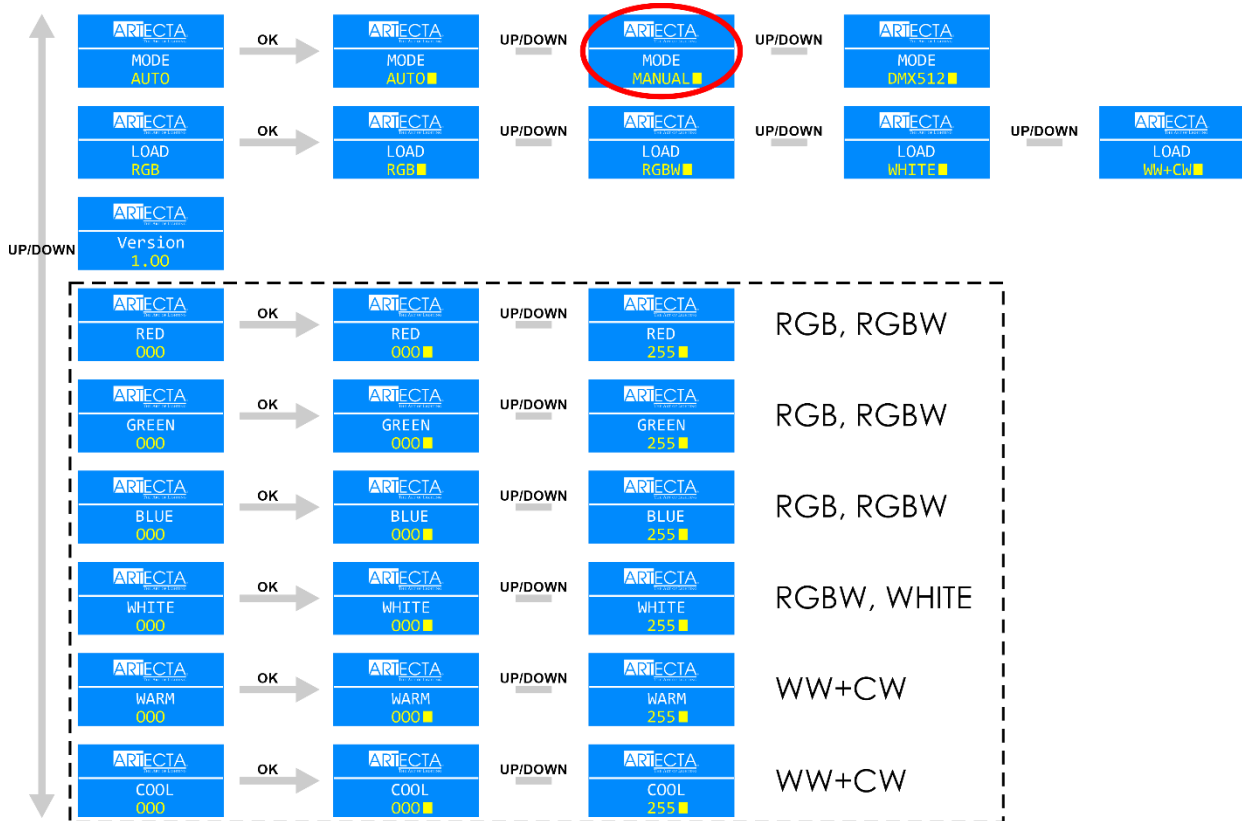 ARTECTA OK ARTECTA UP/DOWN ARTECTA UP/DOWN ARTECTA
MODE MODE MODE MODE
AUTO AUTO MANUAL DMX512
ARTECTA OK ARTECTA UP/DOWN ARTECTA UP/DOWN ARTECTA UP/DOWN ARTECTA
LOAD LOAD LOAD LOAD LOAD
RGB RGB RGBW WHITE WW+CW
ARTECTA
UP/DOWN Version
1.00
ARTECTA OK ARTECTA UP/DOWN ARTECTA
RED RED RED RGB, RGBW
000 000 255
ARTECTA OK ARTECTA UP/DOWN ARTECTA
GREEN GREEN GREEN RGB, RGBW
000 000 255
ARTECTA OK ARTECTA UP/DOWN ARTECTA
BLUE BLUE BLUE RGB, RGBW
000 000 255
ARTECTA OK ARTECTA UP/DOWN ARTECTA
WHITE WHITE WHITE RGBW, WHITE
000 000 255
ARTECTA OK ARTECTA UP/DOWN ARTECTA
WARM WARM WARM WW+CW
000 000 255
ARTECTA OK ARTECTA UP/DOWN ARTECTA
COOL COOL COOL WW+CW
000 000 255